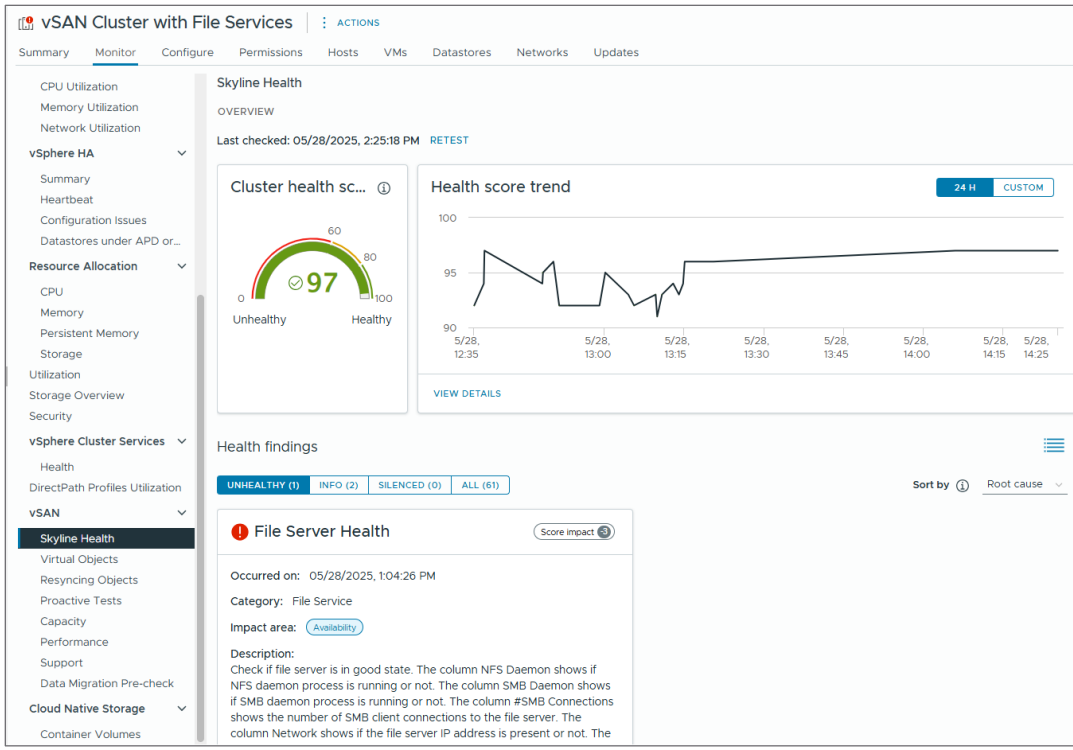 vSAN Cluster with File Services
ACTIONS
Summary Monitor Configure Permissions Hosts VMs Datastores Networks Updates
CPU Utilization
Memory Utilization
Network Utilization
vSphere HA
Summary
Heartbeat
Configuration Issues
Datastores under APD or...
Resource Allocation
CPU
Memory
Persistent Memory
Storage
Utilization
Storage Overview
Security
vSphere Cluster Services
Health
DirectPath Profiles Utilization
vSAN
Skyline Health
Virtual Objects
Resyncing Objects
Proactive Tests
Capacity
Performance
Support
Data Migration Pre-check
Cloud Native Storage
Container Volumes
Skyline Health
OVERVIEW
Last checked: 05/28/2025, 2:25:18 PM RETEST
Cluster health sc...
60
80
97
0
100
Unhealthy Healthy
Health score trend
24 H CUSTOM
100
95
90
5/28, 5/28, 5/28, 5/28, 5/28, 5/28, 5/28, 5/28,
12:35 13:00 13:15 13:30 13:45 14:00 14:15 14:25
VIEW DETAILS
Health findings
UNHEALTHY (1) INFO (2) SILENCED (0) ALL (61)
Sort by Root cause
File Server Health
Score impact -3
Occurred on: 05/28/2025, 1:04:26 PM
Category: File Service
Impact area: Availability
Description:
Check if file server is in good state. The column NFS Daemon shows if
NFS daemon process is running or not. The column SMB Daemon shows
if SMB daemon process is running or not. The column #SMB Connections
shows the number of SMB client connections to the file server. The
column Network shows if the file server IP address is present or not. The